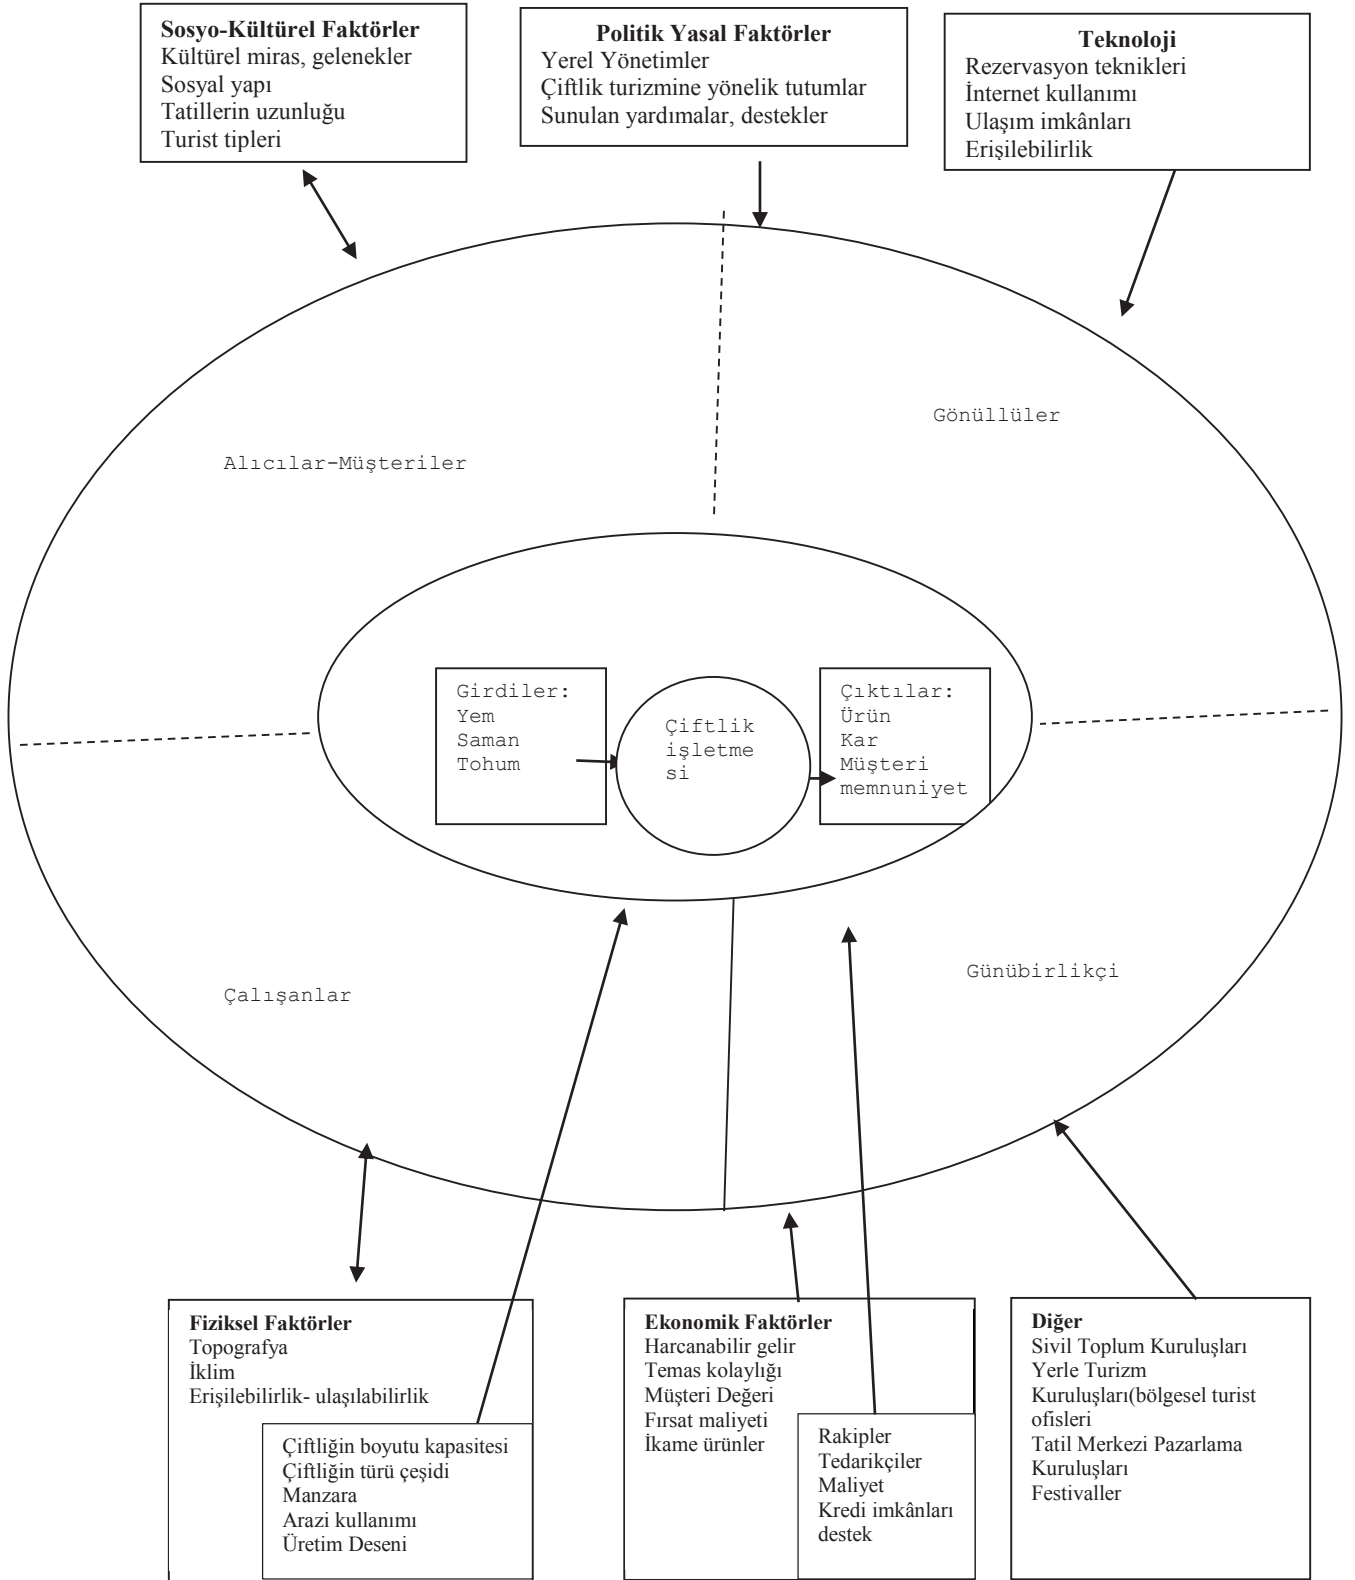 Sosyo-Kültürel Faktörler
Kültürel miras, gelenekler
Sosyal yapı
Tatillerin uzunluğu
Turist tipleri
Politik Yasal Faktörler
Yerel Yönetimler
Çiftlik turizmine yönelik tutumlar
Sunulan yardımalar, destekler
Teknoloji
Rezervasyon teknikleri
İnternet kullanımı
Ulaşım imkânları
Erişilebilirlik
Alıcılar-Müşteriler
Gönüllüler
Girdiler:
Yem
Saman
Tohum
Çiftlik
işletme
si
Çıktılar:
Ürün
Kar
Müşteri
memnuniyet
Çalışanlar
Günübirlikçi
Fiziksel Faktörler
Topografya
İklim
Erişilebilirlik- ulaşılabilirlik
Çiftliğin boyutu kapasitesi
Çiftliğin türü çeşidi
Manzara
Arazi kullanımı
Üretim Deseni
Ekonomik Faktörler
Harcanabilir gelir
Temas kolaylığı
Müşteri Değeri
Fırsat maliyeti
İkame ürünler
Rakipler
Tedarikçiler
Maliyet
Kredi imkânları
destek
Diğer
Sivil Toplum Kuruluşları
Yerle Turizm
Kuruluşları(bölgesel turist
ofisleri
Tatil Merkezi Pazarlama
Kuruluşları
Festivaller